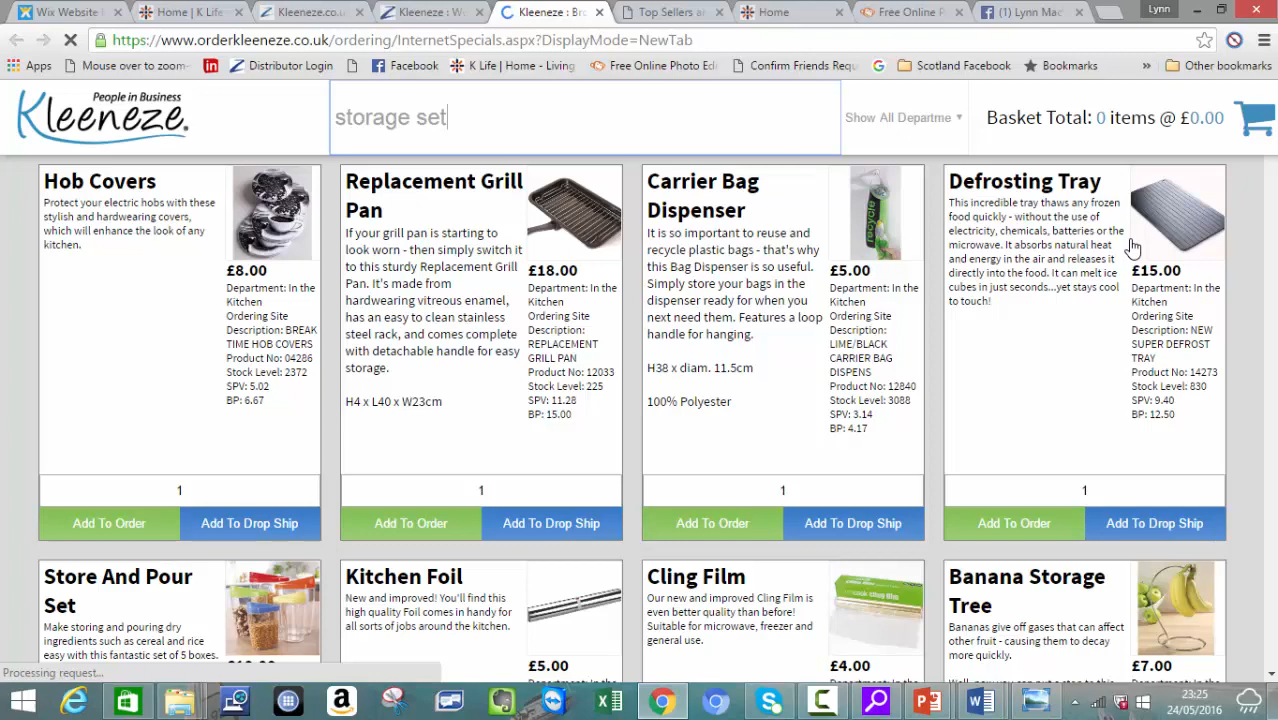 Wix Website
Home | K Life
Kleeneze.co.u
Kleeneze : W
Kleeneze : Bro
Top Sellers a
Home
Free Online P
(1) Lynn Mac
Lynn
https://www.orderkleeneze.co.uk/ordering/InternetSpecials.aspx?DisplayMode=NewTab
Apps
Mouse over to zoom-
Distributor Login
Facebook
K Life | Home - Living
Free Online Photo Ed
Confirm Friends Requ
Scotland Facebook
Bookmarks
»
Other bookmarks
People in Business
Kleeneze.
storage set
Show All Departme
Basket Total: 0 items @ £0.00
Hob Covers
Protect your electric hobs with these
stylish and hardwearing covers,
which will enhance the look of any
kitchen.
£8.00
Department: In the
Kitchen
Ordering Site
Description: BREAK
TIME HOB COVERS
Product No: 04286
Stock Level: 2372
SPV: 5.02
BP: 6.67
1
Add To Order
Add To Drop Ship
Replacement Grill
Pan
If your grill pan is starting to
look worn - then simply switch it
to this sturdy Replacement Grill
Pan. It's made from
hardwearing vitreous enamel,
has an easy to clean stainless
steel rack, and comes complete
with detachable handle for easy
storage.
H4 x L40 x W23cm
£18.00
Department: In the
Kitchen
Ordering Site
Description:
REPLACEMENT
GRILL PAN
Product No: 12033
Stock Level: 225
SPV: 11.28
BP: 15.00
1
Add To Order
Add To Drop Ship
Carrier Bag
Dispenser
It is so important to reuse and
recycle plastic bags - that's why
this Bag Dispenser is so useful.
Simply store your bags in the
dispenser ready for when you
next need them. Features a loop
handle for hanging.
H38 x diam. 11.5cm
100% Polyester
recycle
£5.00
Department: In the
Kitchen
Ordering Site
Description:
LIME/BLACK
CARRIER BAG
DISPENS
Product No: 12840
Stock Level: 3088
SPV: 3.14
BP: 4.17
1
Add To Order
Add To Drop Ship
Defrosting Tray
This incredible tray thaws any frozen
food quickly - without the use of
electricity, chemicals, batteries or the
microwave. It absorbs natural heat
and energy in the air and releases it
directly into the food. It can melt ice
cubes in just seconds...yet stays cool
to touch!
£15.00
Department: In the
Kitchen
Ordering Site
Description: NEW
SUPER DEFROST
TRAY
Product No: 14273
Stock Level: 830
SPV: 9.40
BP: 12.50
1
Add To Order
Add To Drop Ship
Store And Pour
Set
Make storing and pouring dry
ingredients such as cereal and rice
easy with this fantastic set of 5 boxes.
Kitchen Foil
New and improved! You'll find this
high quality Foil comes in handy for
all sorts of jobs around the kitchen.
£5.00
Cling Film
Our new and improved Cling Film is
even better quality than before!
Suitable for microwave, freezer and
general use.
£4.00
Banana Storage
Tree
Bananas give off gases that can affect
other fruit - causing them to decay
more quickly.
£7.00
Processing request...
23:25
24/05/2016